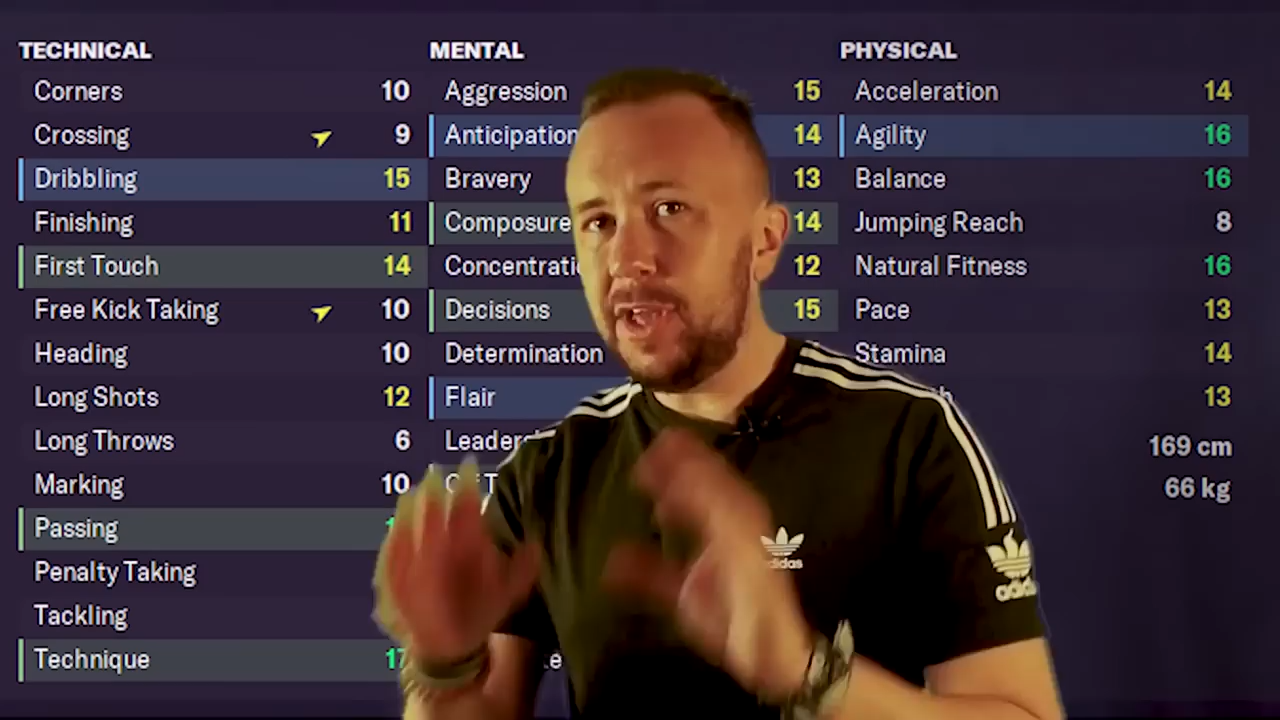 TECHNICAL
Corners 10
Crossing 9
Dribbling 15
Finishing 11
First Touch 14
Free Kick Taking 10
Heading 10
Long Shots 12
Long Throws 6
Marking 10
Passing
Penalty Taking
Tackling
Technique 17
MENTAL
Aggression 15
Anticipation 14
Bravery 13
Composure 14
12
Decisions 15
Determination
Flair
PHYSICAL
Acceleration 14
Agility 16
Balance 16
Jumping Reach 8
Natural Fitness 16
Pace 13
Stamina 14
13
169 cm
66 kg
adidas
adidas